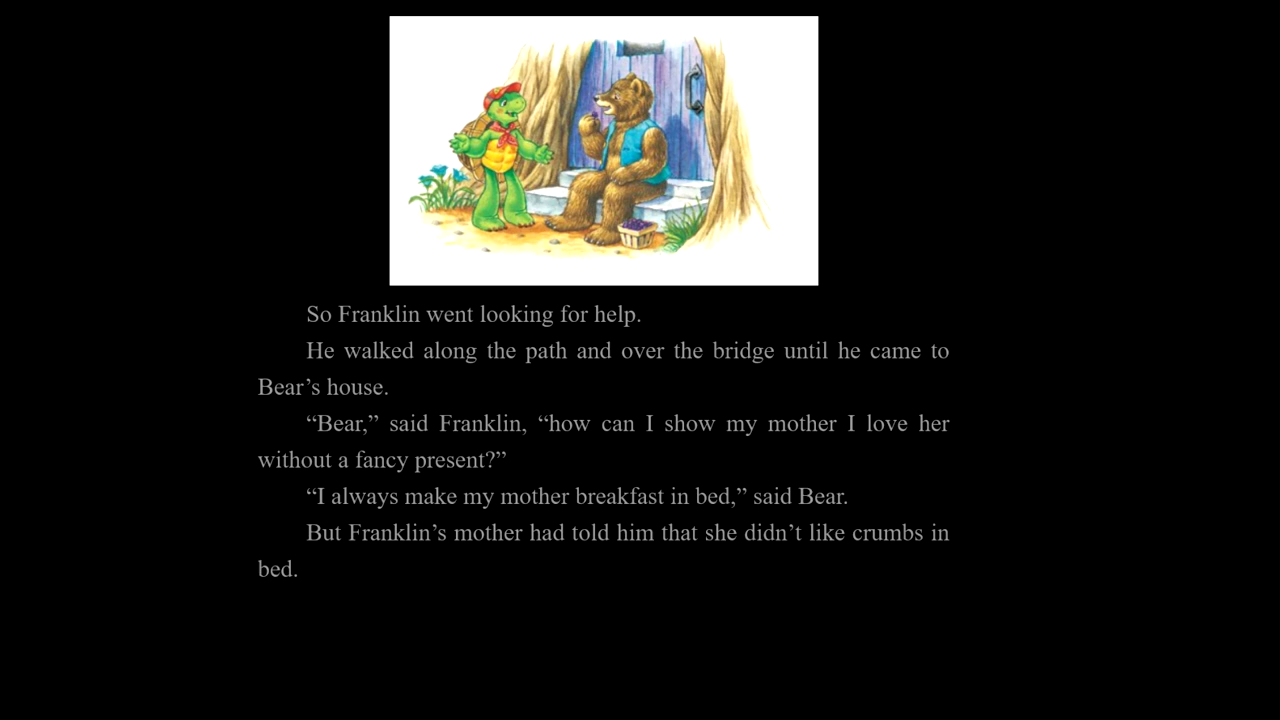 So Franklin went looking for help.
He walked along the path and over the bridge until he came to
Bear’s house.
“Bear,” said Franklin, “how can I show my mother I love her
without a fancy present?”
“I always make my mother breakfast in bed,” said Bear.
But Franklin’s mother had told him that she didn’t like crumbs in
bed.